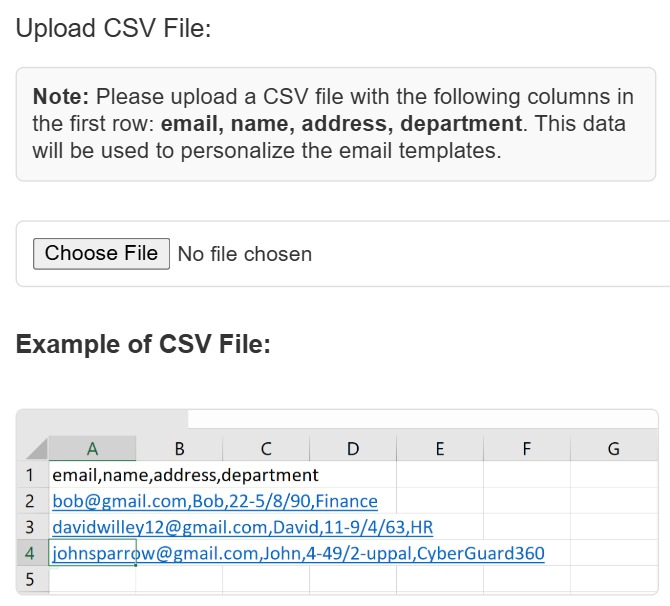 Upload CSV File:
Note: Please upload a CSV file with the following columns in
the first row: email, name, address, department. This data
will be used to personalize the email templates.
Choose File No file chosen
Example of CSV File:
A B C D E F G
1 email,name,address,department
2 bob@gmail.com,Bob,22-5/8/90,Finance
3 davidwilley12@gmail.com,David,11-9/4/63,HR
4 johnsparrow@gmail.com,John,4-49/2-uppal,CyberGuard360
5